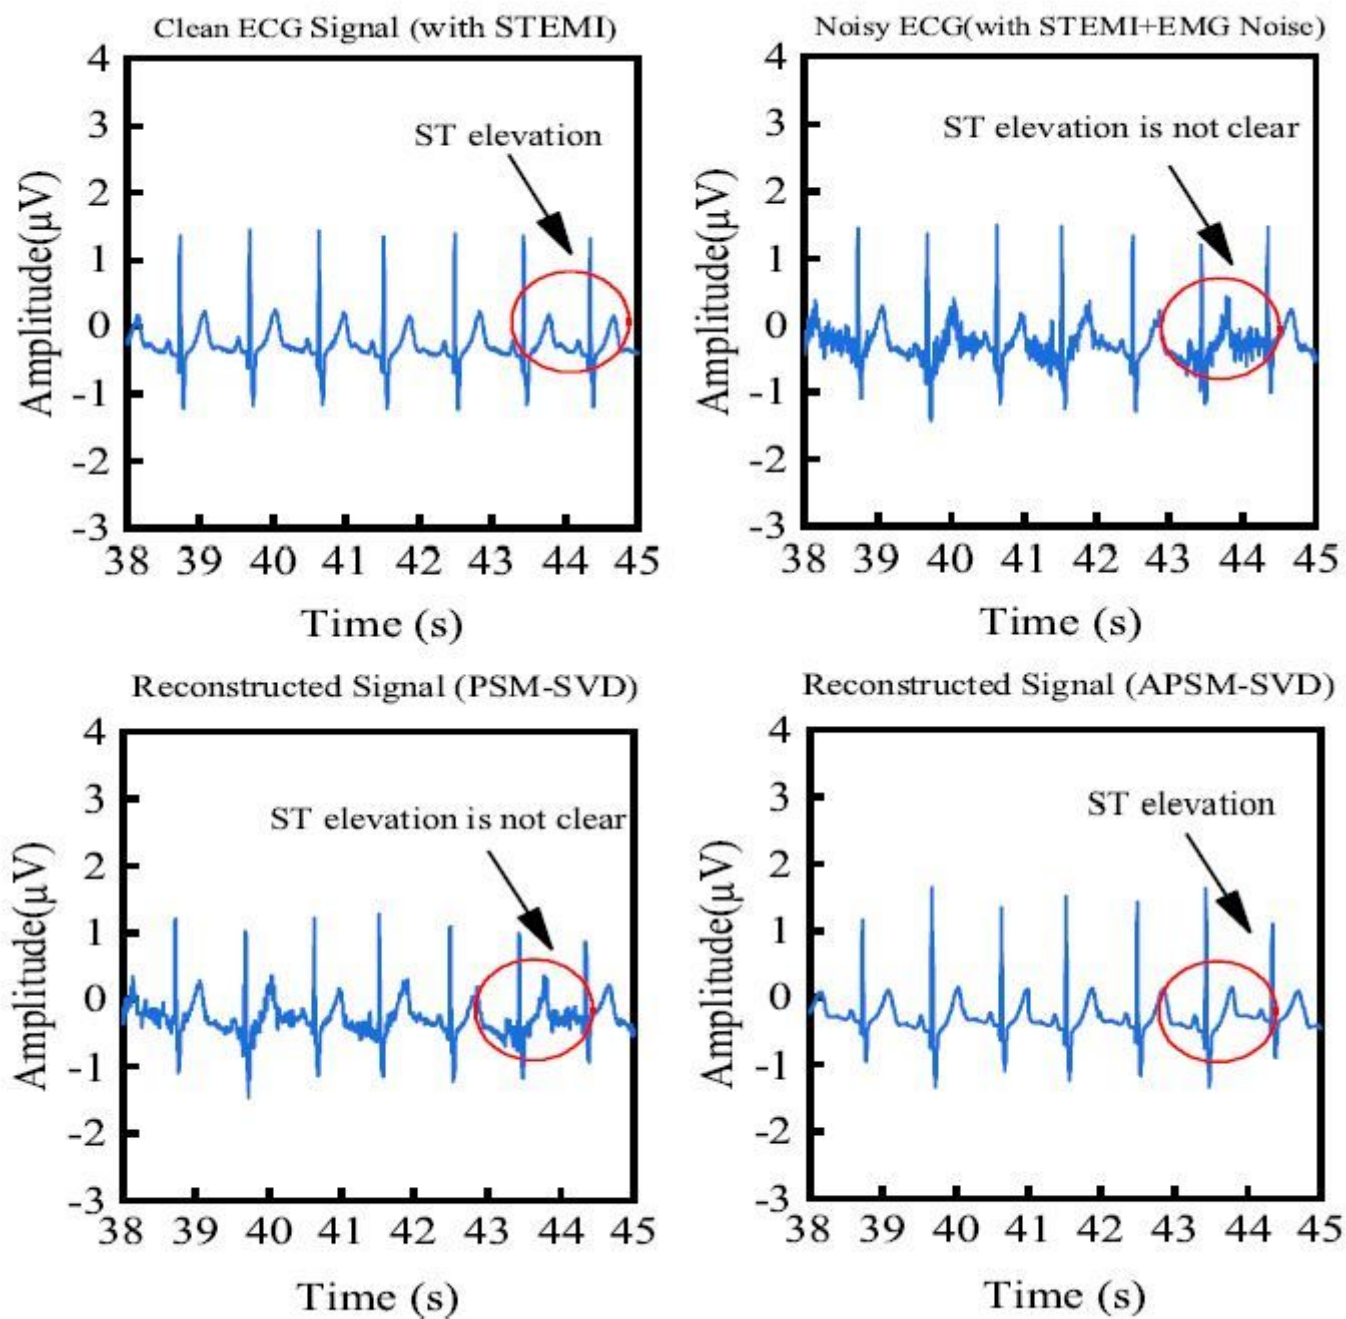 Clean ECG Signal (with STEMI)
4
3
2
1
0
-1
-2
-3
Amplitude(μV)
ST elevation
38 39 40 41 42 43 44 45
Time (s)
Noisy ECG(with STEMI+EMG Noise)
4
3
2
1
0
-1
-2
-3
Amplitude(μV)
ST elevation is not clear
38 39 40 41 42 43 44 45
Time (s)
Reconstructed Signal (PSM-SVD)
4
3
2
1
0
-1
-2
-3
Amplitude(μV)
ST elevation is not clear
38 39 40 41 42 43 44 45
Time (s)
Reconstructed Signal (APSM-SVD)
4
3
2
1
0
-1
-2
-3
Amplitude(μV)
ST elevation
38 39 40 41 42 43 44 45
Time (s)